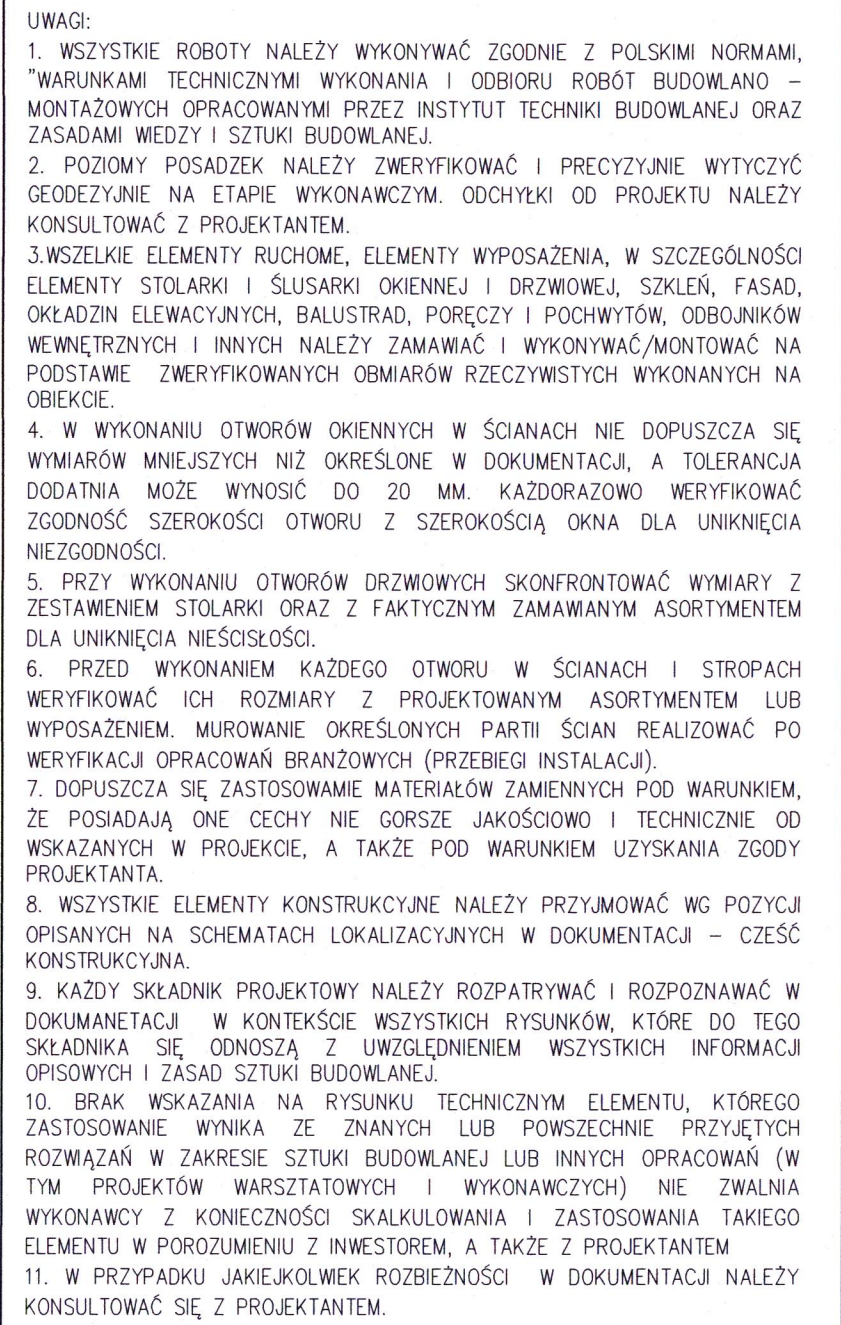 UWAGI:
1. WSZYSTKIE ROBOTY NALEŻY WYKONYWAĆ ZGODNIE Z POLSKIMI NORMAMI,
"WARUNKAMI TECHNICZNYMI WYKONANIA I ODBIORU ROBÓT BUDOWLANO –
MONTAŻOWYCH OPRACOWANYMI PRZEZ INSTYTUT TECHNIKI BUDOWLANEJ ORAZ
ZASADAMI WIEDZY I SZTUKI BUDOWLANEJ.
2. POZIOMY POSADZEK NALEŻY ZWERYFIKOWAĆ I PRECYZYJNIE WYTYCZYĆ
GEODEZYJNIE NA ETAPIE WYKONAWCZYM. ODCHYŁKI OD PROJEKTU NALEŻY
KONSULTOWAĆ Z PROJEKTANTEM.
3.WSZELKIE ELEMENTY RUCHOME, ELEMENTY WYPOSAŻENIA, W SZCZEGÓLNOŚCI
ELEMENTY STOLARKI I ŚLUSARKI OKIENNEJ I DRZWIOWEJ, SZKLEŃ, FASAD,
OKŁADZIN ELEWACYJNYCH, BALUSTRAD, PORĘCZY I POCHWYTÓW, ODBOJNIKÓW
WEWNĘTRZNYCH I INNYCH NALEŻY ZAMAWIAĆ I WYKONYWAĆ/MONTOWAĆ NA
PODSTAWIE ZWERYFIKOWANYCH OBMIARÓW RZECZYWISTYCH WYKONANYCH NA
OBIEKCIE.
4. W WYKONANIU OTWORÓW OKIENNYCH W ŚCIANACH NIE DOPUSZCZA SIĘ
WYMIARÓW MNIEJSZYCH NIŻ OKREŚLONE W DOKUMENTACJI, A TOLERANCJA
DODATNIA MOŻE WYNOSIĆ DO 20 MM. KAŻDORAZOWO WERYFIKOWAĆ
ZGODNOŚĆ SZEROKOŚCI OTWORU Z SZEROKOŚCIĄ OKNA DLA UNIKNIĘCIA
NIEZGODNOŚCI.
5. PRZY WYKONANIU OTWORÓW DRZWIOWYCH SKONFRONTOWAĆ WYMIARY Z
ZESTAWIENIEM STOLARKI ORAZ Z FAKTYCZNYM ZAMAWIANYM ASORTYMENTEM
DLA UNIKNIĘCIA NIEŚCISŁOŚCI.
6. PRZED WYKONANIEM KAŻDEGO OTWORU W ŚCIANACH I STROPACH
WERYFIKOWAĆ ICH ROZMIARY Z PROJEKTOWANYM ASORTYMENTEM LUB
WYPOSAŻENIEM. MUROWANIE OKREŚLONYCH PARTII ŚCIAN REALIZOWAĆ PO
WERYFIKACJI OPRACOWAŃ BRANŻOWYCH (PRZEBIEGI INSTALACJI).
7. DOPUSZCZA SIĘ ZASTOSOWAMIE MATERIAŁÓW ZAMIENNYCH POD WARUNKIEM,
ŻE POSIADAJĄ ONE CECHY NIE GORSZE JAKOŚCIOWO I TECHNICZNIE OD
WSKAZANYCH W PROJEKCIE, A TAKŻE POD WARUNKIEM UZYSKANIA ZGODY
PROJEKTANTA.
8. WSZYSTKIE ELEMENTY KONSTRUKCYJNE NALEŻY PRZYJMOWAĆ WG POZYCJI
OPISANYCH NA SCHEMATACH LOKALIZACYJNYCH W DOKUMENTACJI – CZEŚĆ
KONSTRUKCYJNA.
9. KAŻDY SKŁADNIK PROJEKTOWY NALEŻY ROZPATRYWAĆ I ROZPOZNAWAĆ W
DOKUMANETACJI W KONTEKŚCIE WSZYSTKICH RYSUNKÓW, KTÓRE DO TEGO
SKŁADNIKA SIĘ ODNOSZĄ Z UWZGLĘDNIENIEM WSZYSTKICH INFORMACJI
OPISOWYCH I ZASAD SZTUKI BUDOWLANEJ.
10. BRAK WSKAZANIA NA RYSUNKU TECHNICZNYM ELEMENTU, KTÓREGO
ZASTOSOWANIE WYNIKA ZE ZNANYCH LUB POWSZECHNIE PRZYJĘTYCH
ROZWIĄZAŃ W ZAKRESIE SZTUKI BUDOWLANEJ LUB INNYCH OPRACOWAŃ (W
TYM PROJEKTÓW WARSZTATOWYCH I WYKONAWCZYCH) NIE ZWALNIA
WYKONAWCY Z KONIECZNOŚCI SKALKULOWANIA I ZASTOSOWANIA TAKIEGO
ELEMENTU W POROZUMIENIU Z INWESTOREM, A TAKŻE Z PROJEKTANTEM
11. W PRZYPADKU JAKIEJKOLWIEK ROZBIEŻNOŚCI W DOKUMENTACJI NALEŻY
KONSULTOWAĆ SIĘ Z PROJEKTANTEM.